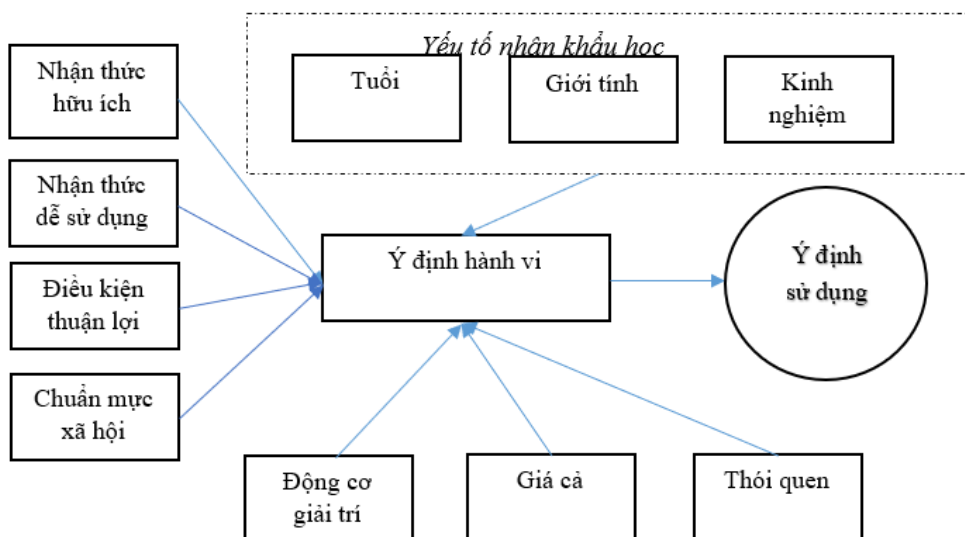 Yếu tố nhân khẩu học
Tuổi
Giới tính
Kinh
nghiệm
Nhận thức
hữu ích
Nhận thức
dễ sử dụng
Điều kiện
thuận lợi
Chuẩn mực
xã hội
Ý định hành vi
Ý định
sử dụng
Động cơ
giải trí
Giá cả
Thói quen